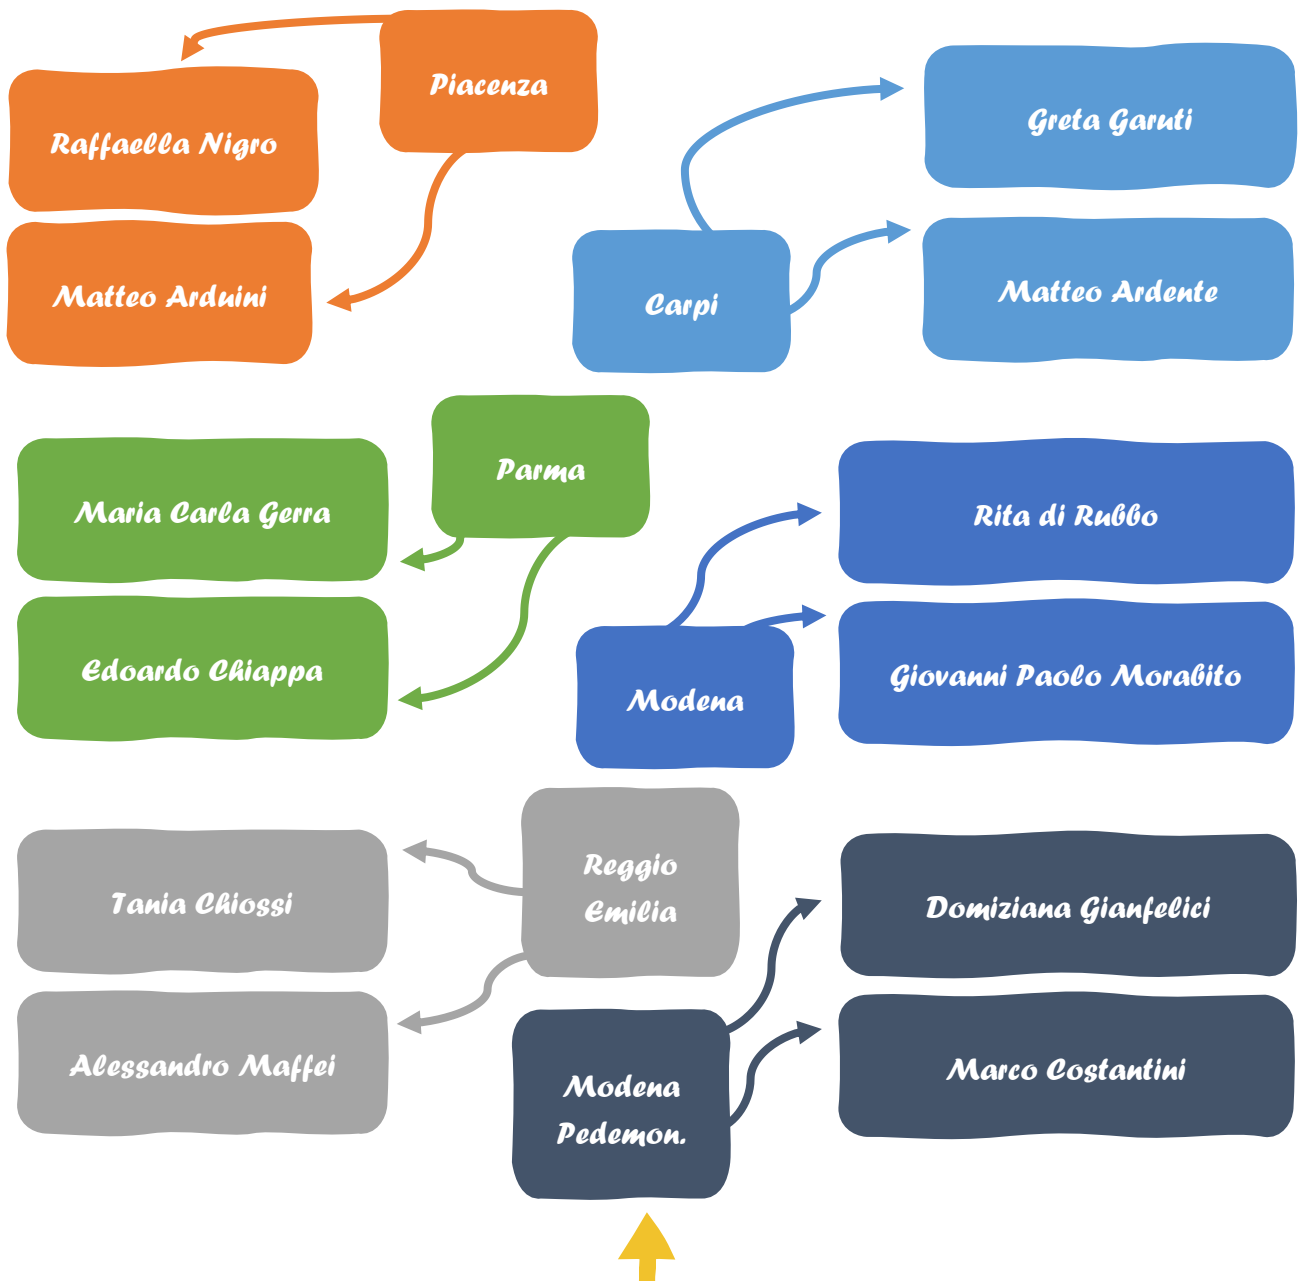 Piacenza
Raffaella Nigro
Matteo Arduini
Greta Garuti
Carpi
Matteo Ardente
Parma
Maria Carla Gerra
Edoardo Chiappa
Rita di Rubbo
Modena
Giovanni Paolo Morabito
Reggio
Emilia
Tania Chiossi
Alessandro Maffei
Domiziana Gianfelici
Modena
Pedemon.
Marco Costantini